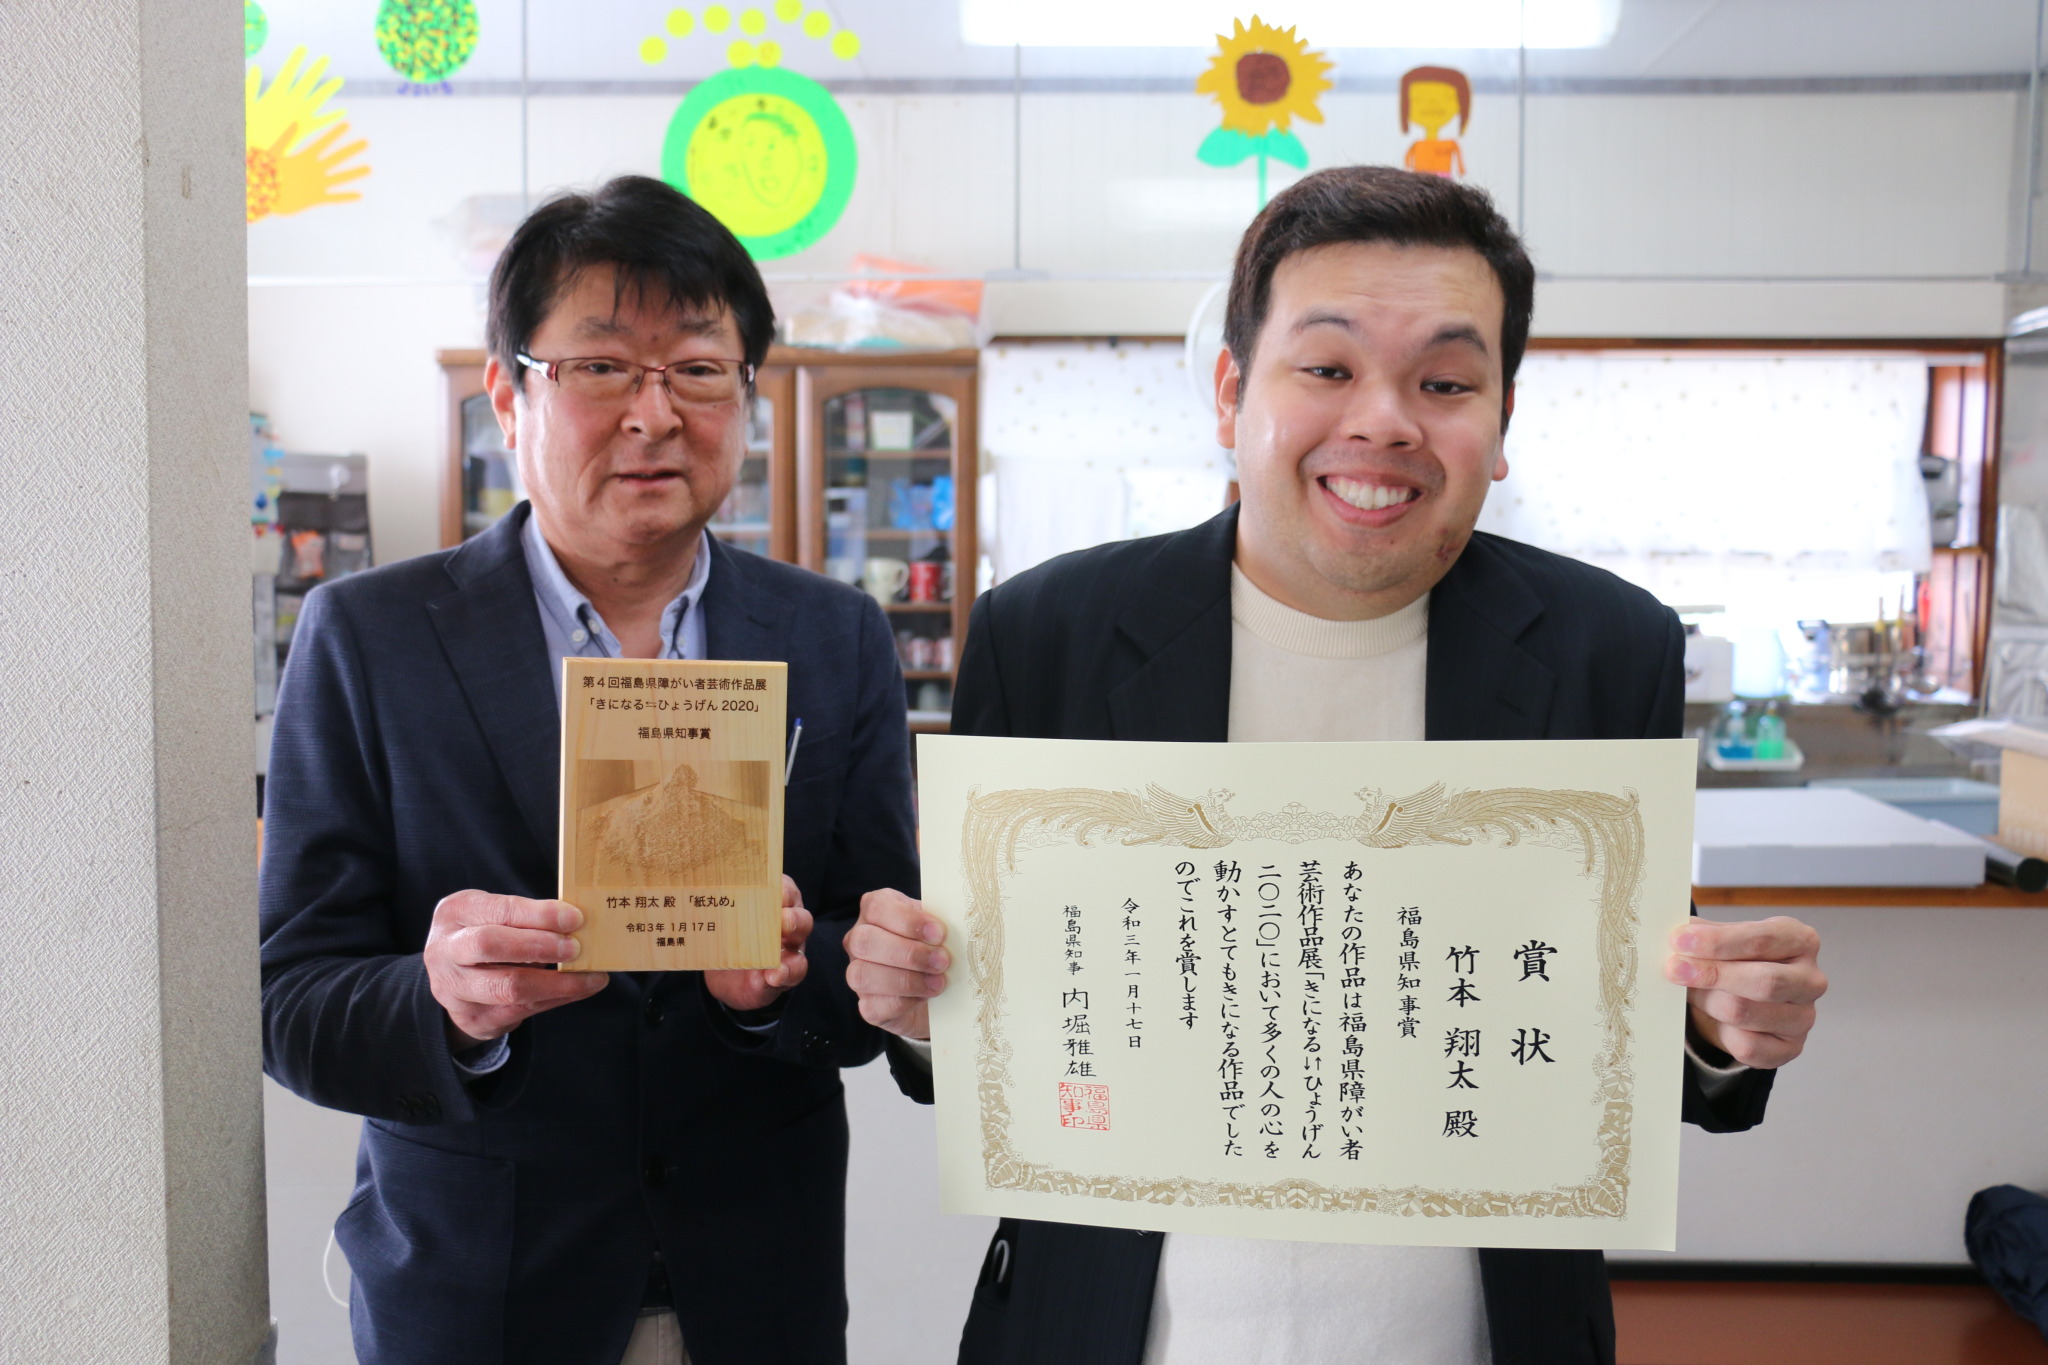 第4回福島県障がい者芸術作品展
「きになる⇆ひょうげん2020」
福島県知事賞
竹本 翔太 殿 「紙丸め」
令和3年 1月 17日
福島県
賞状
竹本 翔太 殿
福島県知事賞
あなたの作品は福島県障がい者
芸術作品展「きになる⇆ひょうげん
二〇二〇」において多くの人の心を
動かすとてもきになる作品でした
のでこれを賞します
令和三年一月十七日
福島県知事 内堀雅雄
福島県
知事印